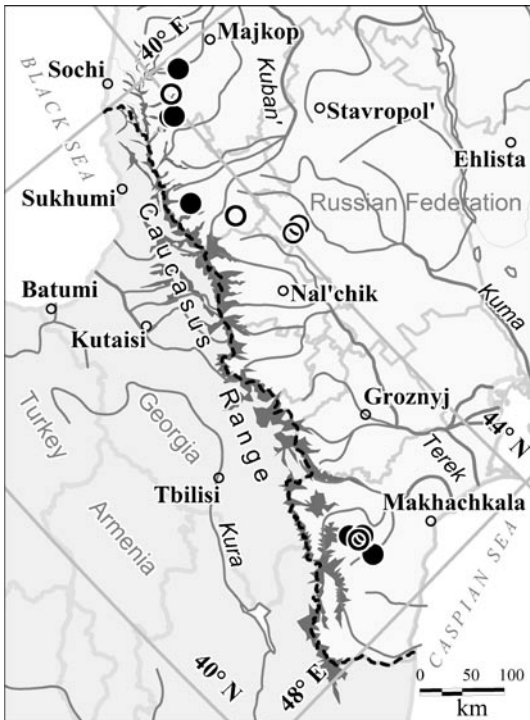 40° E
Majkop
Sochi
BLACK SEA
Kuban'
Stavropol'
Ehlista
Sukhumi
Russian Federation
Caucasus Range
Batumi
Nal'chik
Kuma
Kutaisi
Groznyj
44° N
Turkey
Georgia
Terek
Tbilisi
Makhachkala
Armenia
Kura
CASPIAN SEA
40° N
48° E
0 50 100
km